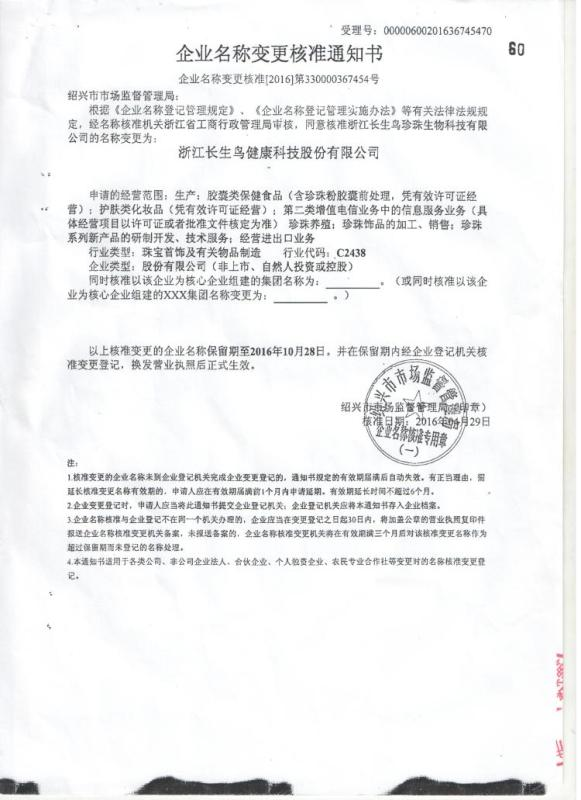 受理号：00000600201636745470
60
企业名称变更核准通知书
企业名称变更核准[2016]第330000367454号
绍兴市市场监督管理局:
根据《企业名称登记管理规定》、《企业名称登记管理实施办法》等有关法律法规规
定，经名称核准机关浙江省工商行政管理局审核，同意核准浙江长生鸟珍珠生物科技有限
公司的名称变更为:
浙江长生鸟健康科技股份有限公司
申请的经营范围：生产：胶囊类保健食品（含珍珠粉胶囊前处理，凭有效许可证经
营）；护肤类化妆品（凭有效许可证经营）；第二类增值电信业务中的信息服务业务（具
体经营项目以许可证或者批准文件核定为准） 珍珠养殖；珍珠饰品的加工、销售；珍珠
系列新产品的研制开发、技术服务；经营进出口业务
行业类型：珠宝首饰及有关物品制造 行业代码：C2438
企业类型：股份有限公司（非上市、自然人投资或控股）
同时核准以该企业为核心企业组建的集团名称为：________。（或同时核准以该企
业为核心企业组建的XXX集团名称变更为：________ 。）
以上核准变更的企业名称保留期至2016年10月28日。并在保留期内经企业登记机关核
准变更登记，换发营业执照后正式生效。
绍兴市市场监督管理局（印章）
核准日期：2016年04月29日
绍兴市市场监督管理局
企业名称核准专用章
（一）
注:
1.核准变更的企业名称未到企业登记机关完成企业变更登记的，通知书规定的有效期届满后自动失效。有正当理由，需
延长核准变更名称有效期的，申请人应在有效期届满前1个月内申请延期。有效期延长时间不超过6个月。
2.企业变更登记时，申请人应当将此通知书提交企业登记机关；企业登记机关应将本通知书存入企业档案。
3.企业名称核准与企业登记不在同一个机关办理的，企业应当在变更登记之日起30日内，将加盖公章的营业执照复印件
报送企业名称核准变更机关备案，未报送备案的，企业名称核准变更机关将在有效期满三个月后对该核准变更名称作为
超过保留期而未登记的名称处理。
4.本通知书适用于各类公司、非公司企业法人、合伙企业、个人独资企业、农民专业合作社等变更时的名称核准变更登
记。